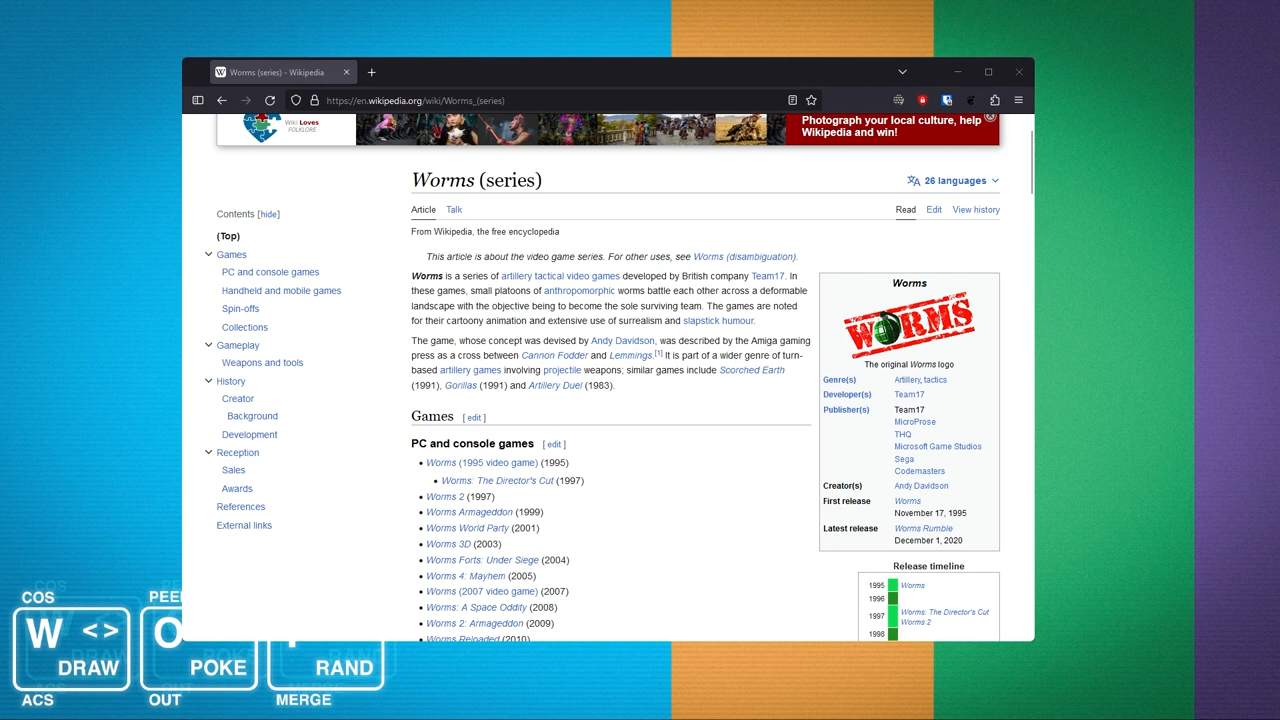 Worms (series) - Wikipedia
https://en.wikipedia.org/wiki/Worms_(series)
Wiki Loves
FOLKLORE
Photograph your local culture, help
Wikipedia and win!
Worms (series)
26 languages
Article Talk
Read Edit View history
From Wikipedia, the free encyclopedia
Contents [hide]
(Top)
Games
PC and console games
Handheld and mobile games
Spin-offs
Collections
Gameplay
Weapons and tools
History
Creator
Background
Development
Reception
Sales
Awards
References
External links
This article is about the video game series. For other uses, see Worms (disambiguation).
Worms is a series of artillery tactical video games developed by British company Team17. In
these games, small platoons of anthropomorphic worms battle each other across a deformable
landscape with the objective being to become the sole surviving team. The games are noted
for their cartoony animation and extensive use of surrealism and slapstick humour.
The game, whose concept was devised by Andy Davidson, was described by the Amiga gaming
press as a cross between Cannon Fodder and Lemmings.[1] It is part of a wider genre of turn-
based artillery games involving projectile weapons; similar games include Scorched Earth
(1991), Gorillas (1991) and Artillery Duel (1983).
Games [ edit ]
PC and console games [ edit ]
Worms (1995 video game) (1995)
Worms: The Director's Cut (1997)
Worms 2 (1997)
Worms Armageddon (1999)
Worms World Party (2001)
Worms 3D (2003)
Worms Forts: Under Siege (2004)
Worms 4: Mayhem (2005)
Worms (2007 video game) (2007)
Worms: A Space Oddity (2008)
Worms 2: Armageddon (2009)
Worms Reloaded (2010)
Worms
WORMS
The original Worms logo
Genre(s) Artillery, tactics
Developer(s) Team17
Publisher(s) Team17
MicroProse
THQ
Microsoft Game Studios
Sega
Codemasters
Creator(s) Andy Davidson
First release Worms
November 17, 1995
Latest release Worms Rumble
December 1, 2020
Release timeline
1995 Worms
1996
1997 Worms: The Director's Cut
Worms 2
1998
COS
W <>
DRAW
ACS
PEE
O
POKE
OUT
RAND
MERGE